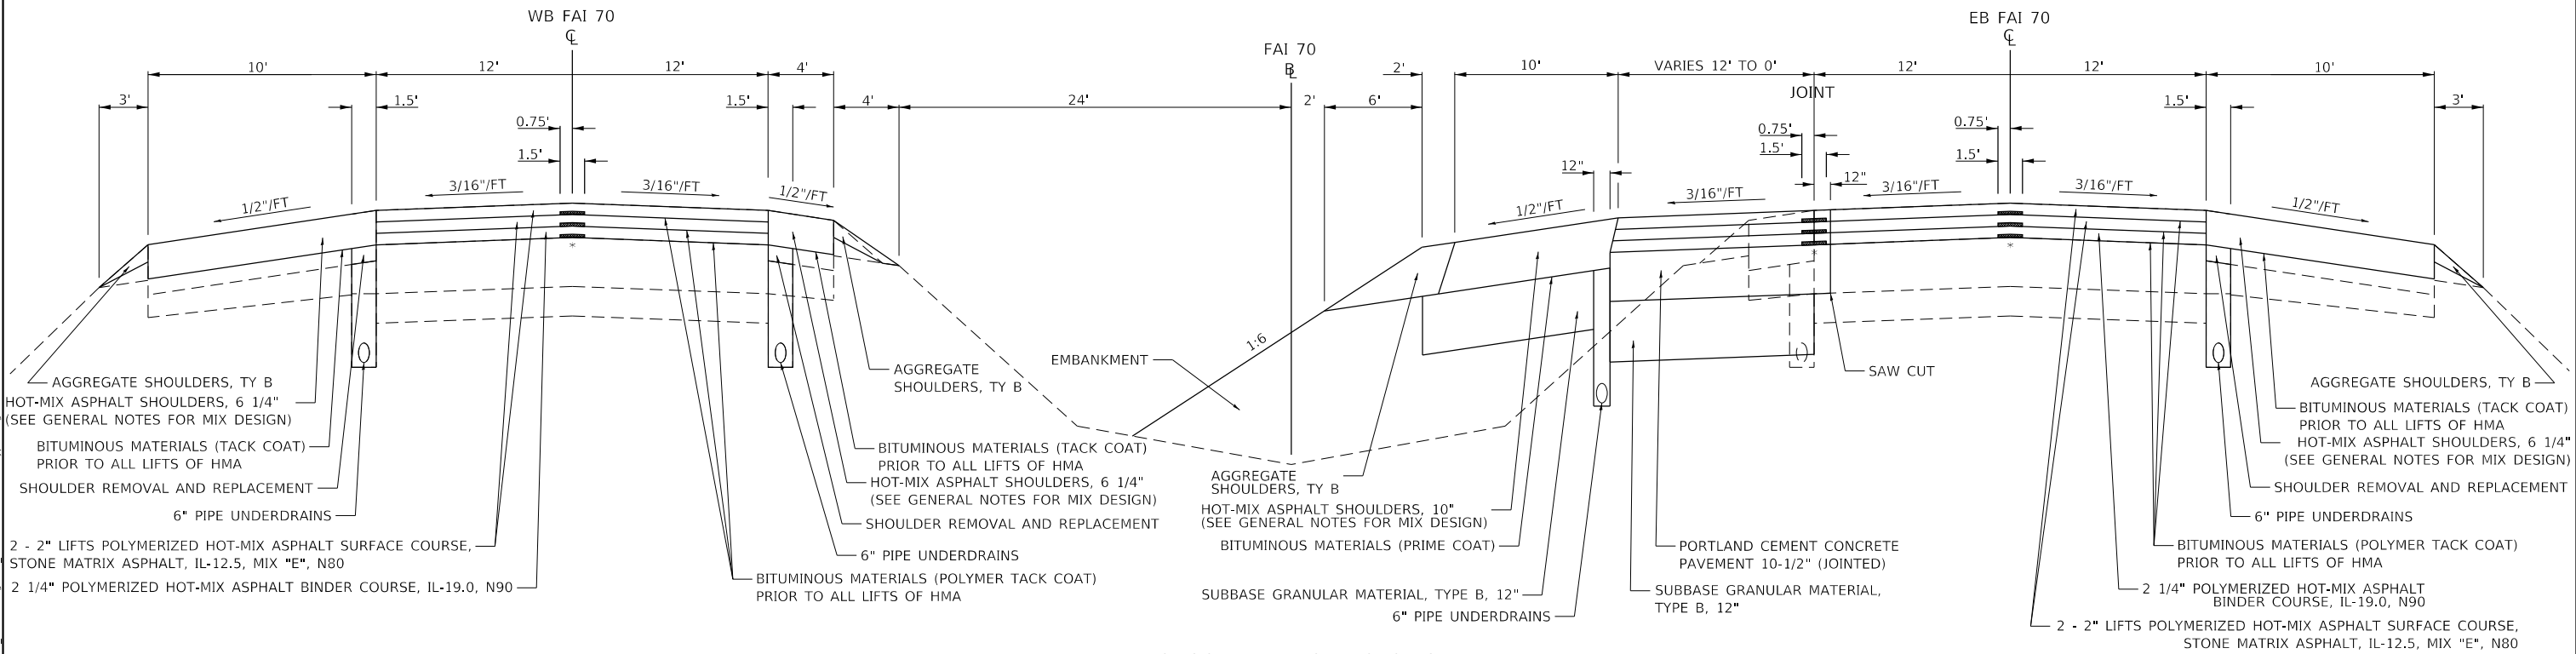 WB FAI 70
CL
FAI 70
BL
EB FAI 70
CL
10'
12'
12'
4'
2'
10'
VARIES 12' TO 0'
12'
12'
10'
3'
1.5'
1.5'
4'
24'
2'
6'
JOINT
1.5'
3'
0.75'
0.75'
0.75'
1.5'
1.5'
1.5'
12"
12"
1/2"/FT
3/16"/FT
3/16"/FT
1/2"/FT
1/2"/FT
3/16"/FT
3/16"/FT
3/16"/FT
1/2"/FT
*
*
*
1:6
EMBANKMENT
AGGREGATE SHOULDERS, TY B
HOT-MIX ASPHALT SHOULDERS, 6 1/4"
(SEE GENERAL NOTES FOR MIX DESIGN)
BITUMINOUS MATERIALS (TACK COAT)
PRIOR TO ALL LIFTS OF HMA
SHOULDER REMOVAL AND REPLACEMENT
6" PIPE UNDERDRAINS
2 - 2" LIFTS POLYMERIZED HOT-MIX ASPHALT SURFACE COURSE,
STONE MATRIX ASPHALT, IL-12.5, MIX "E", N80
2 1/4" POLYMERIZED HOT-MIX ASPHALT BINDER COURSE, IL-19.0, N90
AGGREGATE
SHOULDERS, TY B
BITUMINOUS MATERIALS (TACK COAT)
PRIOR TO ALL LIFTS OF HMA
HOT-MIX ASPHALT SHOULDERS, 6 1/4"
(SEE GENERAL NOTES FOR MIX DESIGN)
SHOULDER REMOVAL AND REPLACEMENT
6" PIPE UNDERDRAINS
BITUMINOUS MATERIALS (POLYMER TACK COAT)
PRIOR TO ALL LIFTS OF HMA
AGGREGATE
SHOULDERS, TY B
HOT-MIX ASPHALT SHOULDERS, 10"
(SEE GENERAL NOTES FOR MIX DESIGN)
BITUMINOUS MATERIALS (PRIME COAT)
SUBBASE GRANULAR MATERIAL, TYPE B, 12"
6" PIPE UNDERDRAINS
PORTLAND CEMENT CONCRETE
PAVEMENT 10-1/2" (JOINTED)
SUBBASE GRANULAR MATERIAL,
TYPE B, 12"
SAW CUT
AGGREGATE SHOULDERS, TY B
BITUMINOUS MATERIALS (TACK COAT)
PRIOR TO ALL LIFTS OF HMA
HOT-MIX ASPHALT SHOULDERS, 6 1/4"
(SEE GENERAL NOTES FOR MIX DESIGN)
SHOULDER REMOVAL AND REPLACEMENT
6" PIPE UNDERDRAINS
BITUMINOUS MATERIALS (POLYMER TACK COAT)
PRIOR TO ALL LIFTS OF HMA
2 1/4" POLYMERIZED HOT-MIX ASPHALT
BINDER COURSE, IL-19.0, N90
2 - 2" LIFTS POLYMERIZED HOT-MIX ASPHALT SURFACE COURSE,
STONE MATRIX ASPHALT, IL-12.5, MIX "E", N80